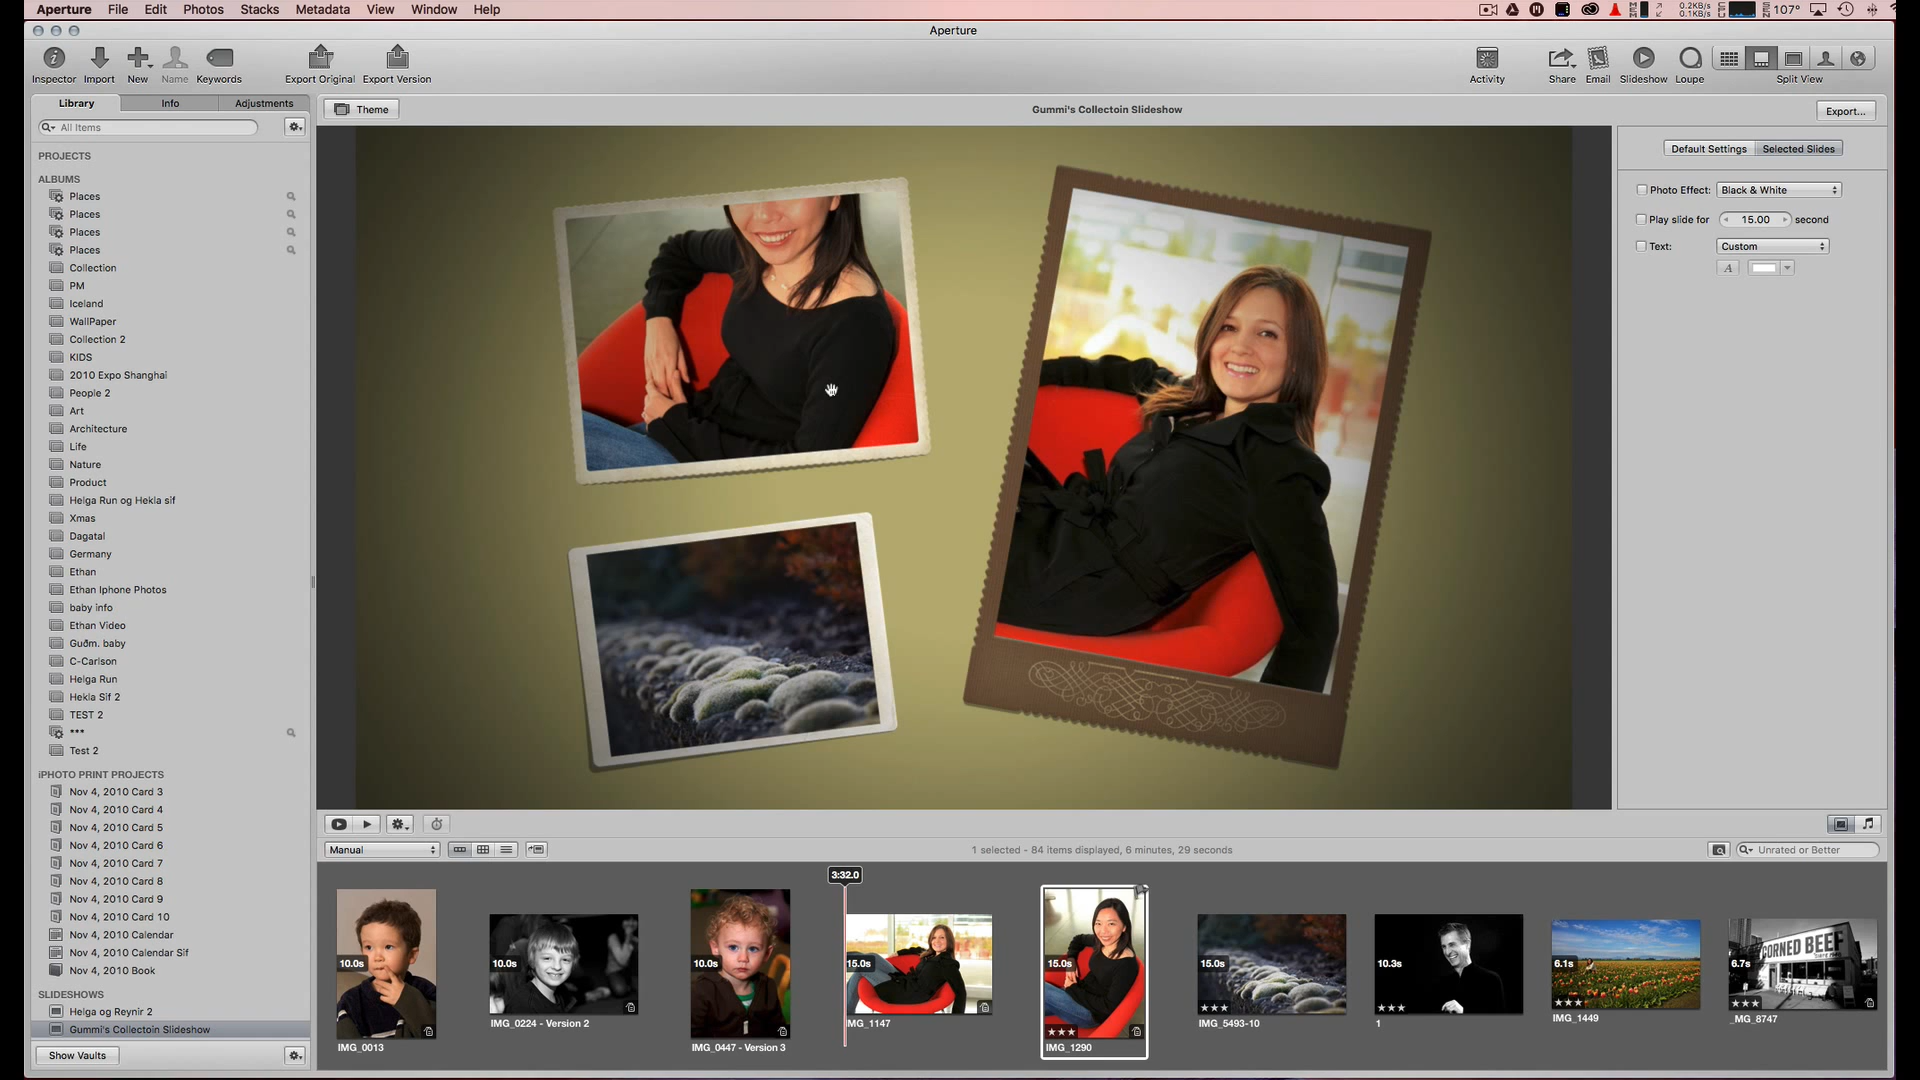 Aperture File Edit Photos Stacks Metadata View Window Help
0.2KB/s
0.1KB/s
107°
Aperture
Inspector Import New Name Keywords Export Original Export Version Activity Share Email Slideshow Loupe Split View
Library Info Adjustments
Theme
Gummi's Collectoin Slideshow
Export...
All Items
Default Settings Selected Slides
PROJECTS
ALBUMS
Places
Places
Places
Places
Collection
PM
Iceland
WallPaper
Collection 2
KIDS
2010 Expo Shanghai
People 2
Art
Architecture
Life
Nature
Product
Helga Run og Hekla sif
Xmas
Dagatal
Germany
Ethan
Ethan Iphone Photos
baby info
Ethan Video
Guðm. baby
C-Carlson
Helga Run
Hekla Sif 2
TEST 2
***
Test 2
iPHOTO PRINT PROJECTS
Nov 4, 2010 Card 3
Nov 4, 2010 Card 4
Nov 4, 2010 Card 5
Nov 4, 2010 Card 6
Nov 4, 2010 Card 7
Nov 4, 2010 Card 8
Nov 4, 2010 Card 9
Nov 4, 2010 Card 10
Nov 4, 2010 Calendar
Nov 4, 2010 Calendar Sif
Nov 4, 2010 Book
SLIDESHOWS
Helga og Reynir 2
Gummi's Collectoin Slideshow
Show Vaults
Photo Effect: Black & White
Play slide for 15.00 second
Text: Custom
A
Manual
1 selected - 84 items displayed, 6 minutes, 29 seconds
Unrated or Better
3:32.0
10.0s
IMG_0013
10.0s
IMG_0224 - Version 2
10.0s
IMG_0447 - Version 3
15.0s
IMG_1147
15.0s
IMG_1290
15.0s
IMG_5493-10
10.3s
1
6.1s
IMG_1449
CORNED BEEF
6.7s
_MG_8747